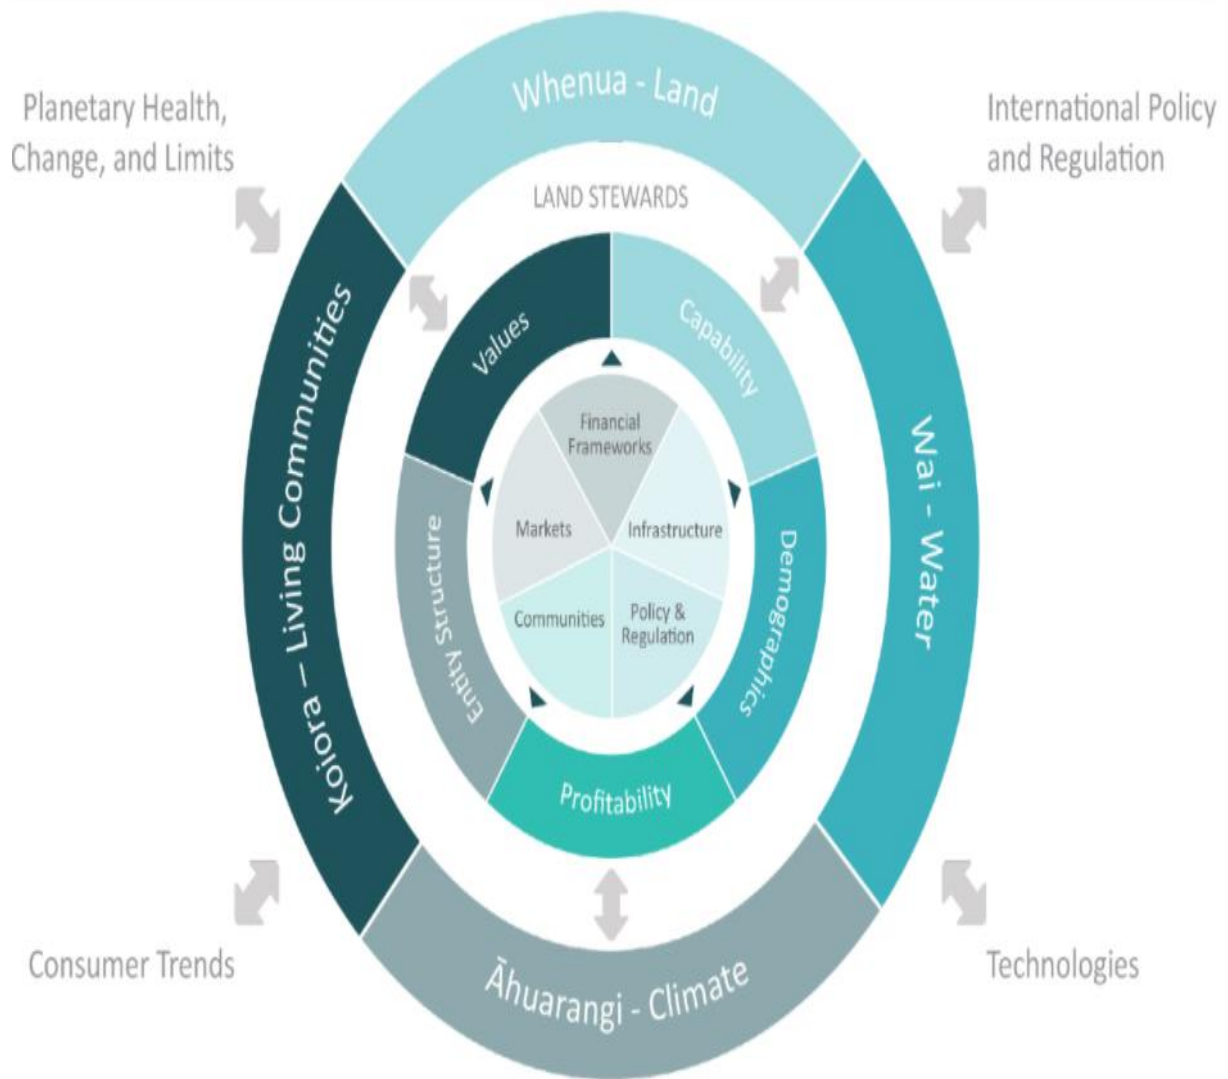 Planetary Health,
Change, and Limits
International Policy
and Regulation
Whenua - Land
LAND STEWARDS
Koiora – Living Communities
Wai - Water
Values
Capability
Financial
Frameworks
Markets
Infrastructure
Communities
Policy &
Regulation
Entity Structure
Demographics
Profitability
Āhuarangi - Climate
Consumer Trends
Technologies